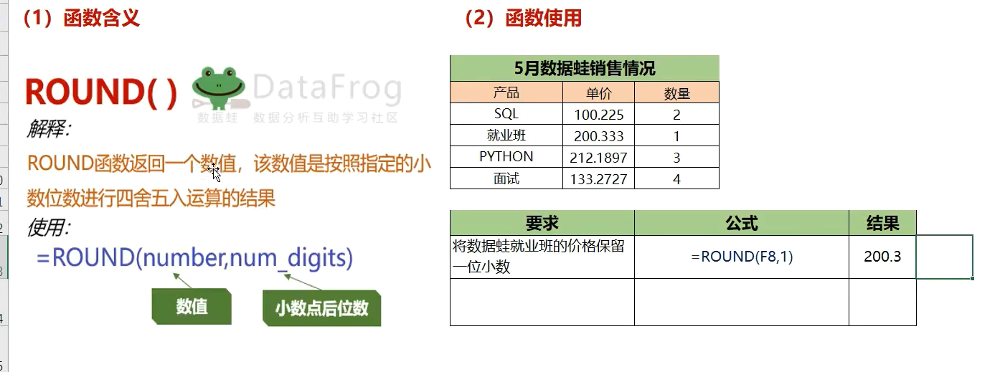 （1）函数含义
ROUND( )
DataFrog
数据蛙 数据分析互助学习社区
解释：
ROUND函数返回一个数值，该数值是按照指定的小
数位数进行四舍五入运算的结果
使用：
=ROUND(number,num_digits)
数值 小数点后位数
（2）函数使用
5月数据蛙销售情况
产品 单价 数量
SQL 100.225 2
就业班 200.333 1
PYTHON 212.1897 3
面试 133.2727 4
要求 公式 结果
将数据蛙就业班的价格保留
一位小数
=ROUND(F8,1) 200.3
0
1
2
3
4
5